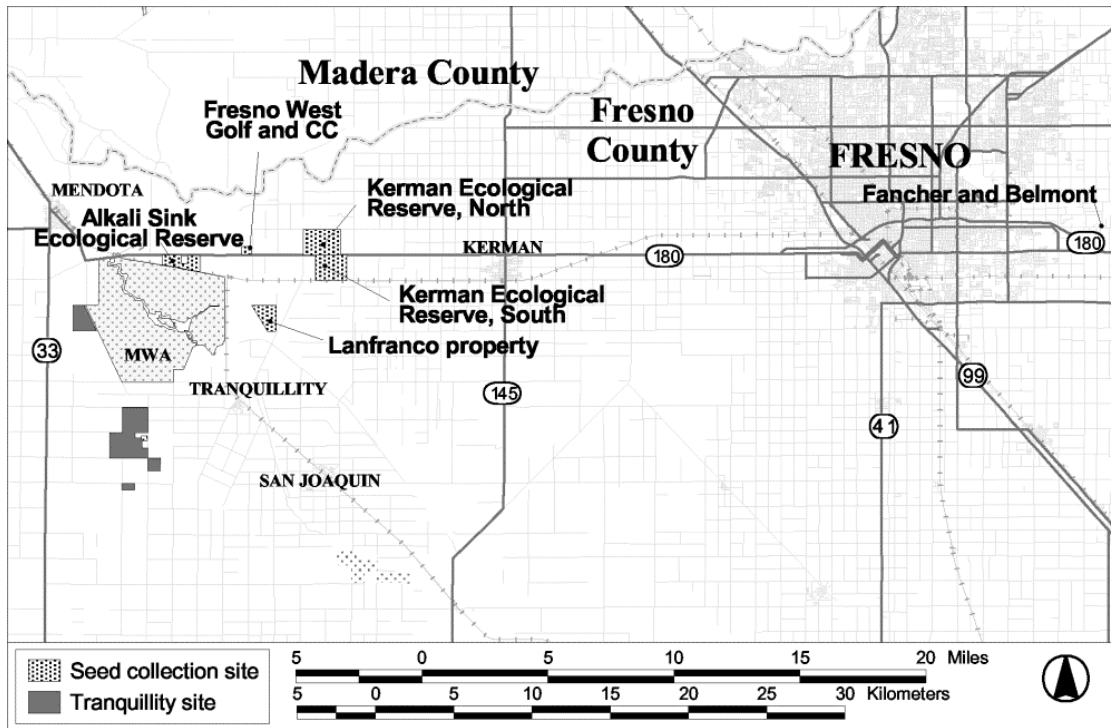 Madera County
Fresno West
Golf and CC
Fresno
County
FRESNO
MENDOTA
Alkali Sink
Ecological Reserve
Kerman Ecological
Reserve, North
Fancher and Belmont
KERMAN
180
180
Kerman Ecological
Reserve, South
Lanfranco property
33
MWA
TRANQUILLITY
145
99
41
SAN JOAQUIN
Seed collection site
Tranquillity site
5 0 5 10 15 20 Miles
5 0 5 10 15 20 25 30 Kilometers